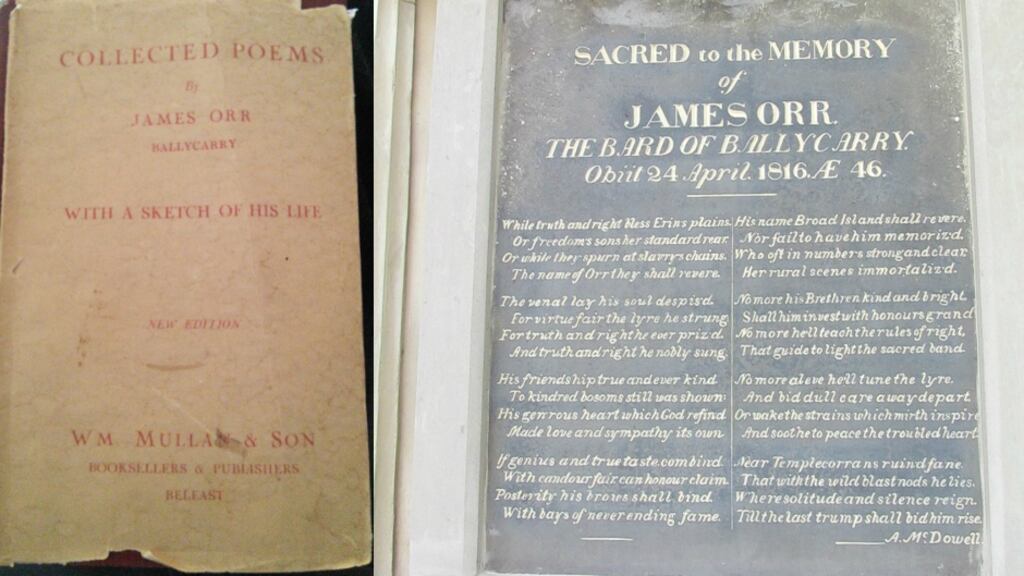 COLLECTED POEMS
By
JAMES ORR
BALLYCARRY
WITH A SKETCH OF HIS LIFE
NEW EDITION
WM. MULLAN & SON
BOOKSELLERS & PUBLISHERS
BELFAST
SACRED to the MEMORY
of
JAMES ORR.
THE BARD OF BALLYCARRY.
Obiit 24 April. 1816. Æ 46.
While truth and right bless Erins plains.
Or freedom's sons her standard rear.
Or while they spurn at slavrys chains.
The name of Orr they shall revere.
The venal lay his soul despis'd.
For virtue fair the lyre he strung
For truth and right he ever priz'd.
And truth and right he nobly sung.
His friendship true and ever kind
To kindred bosoms still was shown:
His gen'rous heart which God refin'd
Made love and sympathy its own
If genius and true taste combin'd.
With candour fair can honour claim.
Posterity his brows shall bind.
With bays of never ending fame.
His name Broad Island shall revere.
Nor fail to have him memoriz'd.
Who oft in numbers strong and clear
Her rural scenes immortaliz'd.
No more his Brethren kind and bright.
Shall him invest with honours grand
No more he'll teach the rules of right,
That guide to light the sacred band.
No more aleve he'll tune the lyre.
And bid dull care away depart.
Or wake the strains which mirth inspire
And soothe to peace the troubled heart
Near Templecorrans ruin'd fane.
That with the wild blast nods he lies.
Where solitude and silence reign.
Till the last trump shall bid him rise.
A. McDowell.